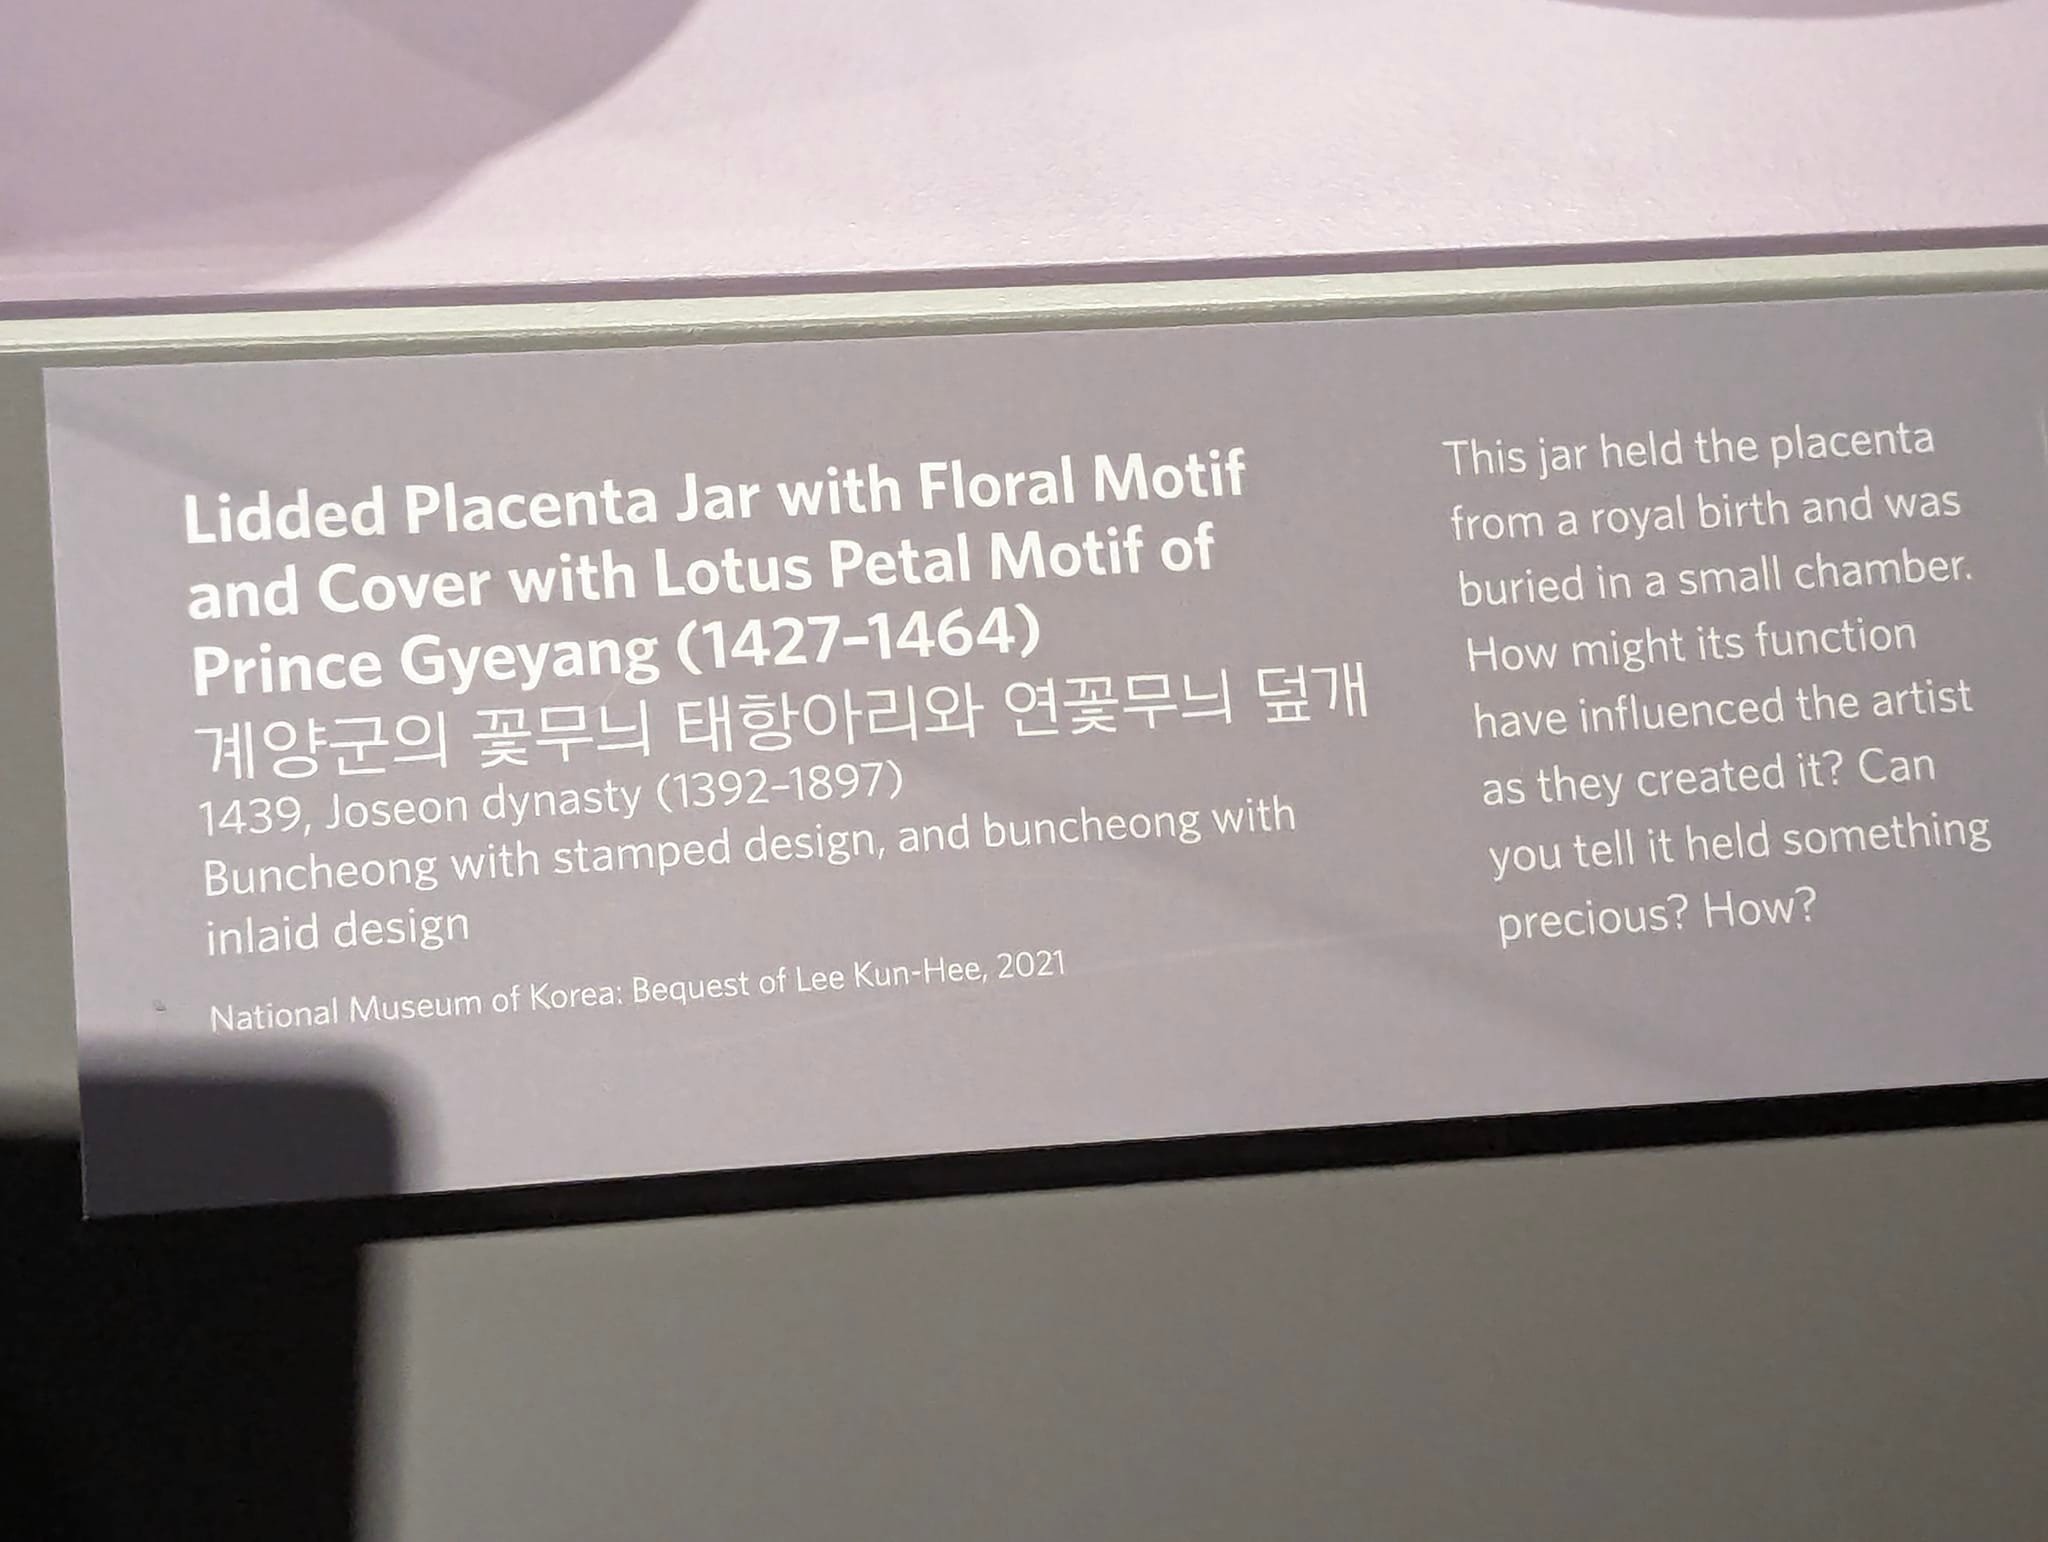 Lidded Placenta Jar with Floral Motif
and Cover with Lotus Petal Motif of
Prince Gyeyang (1427–1464)
계양군의 꽃무늬 태항아리와 연꽃무늬 덮개
1439, Joseon dynasty (1392–1897)
Buncheong with stamped design, and buncheong with
inlaid design
National Museum of Korea: Bequest of Lee Kun-Hee, 2021
This jar held the placenta
from a royal birth and was
buried in a small chamber.
How might its function
have influenced the artist
as they created it? Can
you tell it held something
precious? How?